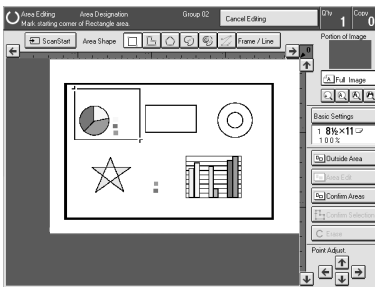 Area Editing Area Designation Group 02 Cancel Editing Q'ty 1 Copy 0
Mark starting corner of Rectangle area.
ScanStart Area Shape Frame / Line
Portion of Image
Full Image
Basic Settings
1 8½×11
100%
Outside Area
Area Edit
Confirm Areas
Confirm Selection
Erase
Point Adjust.